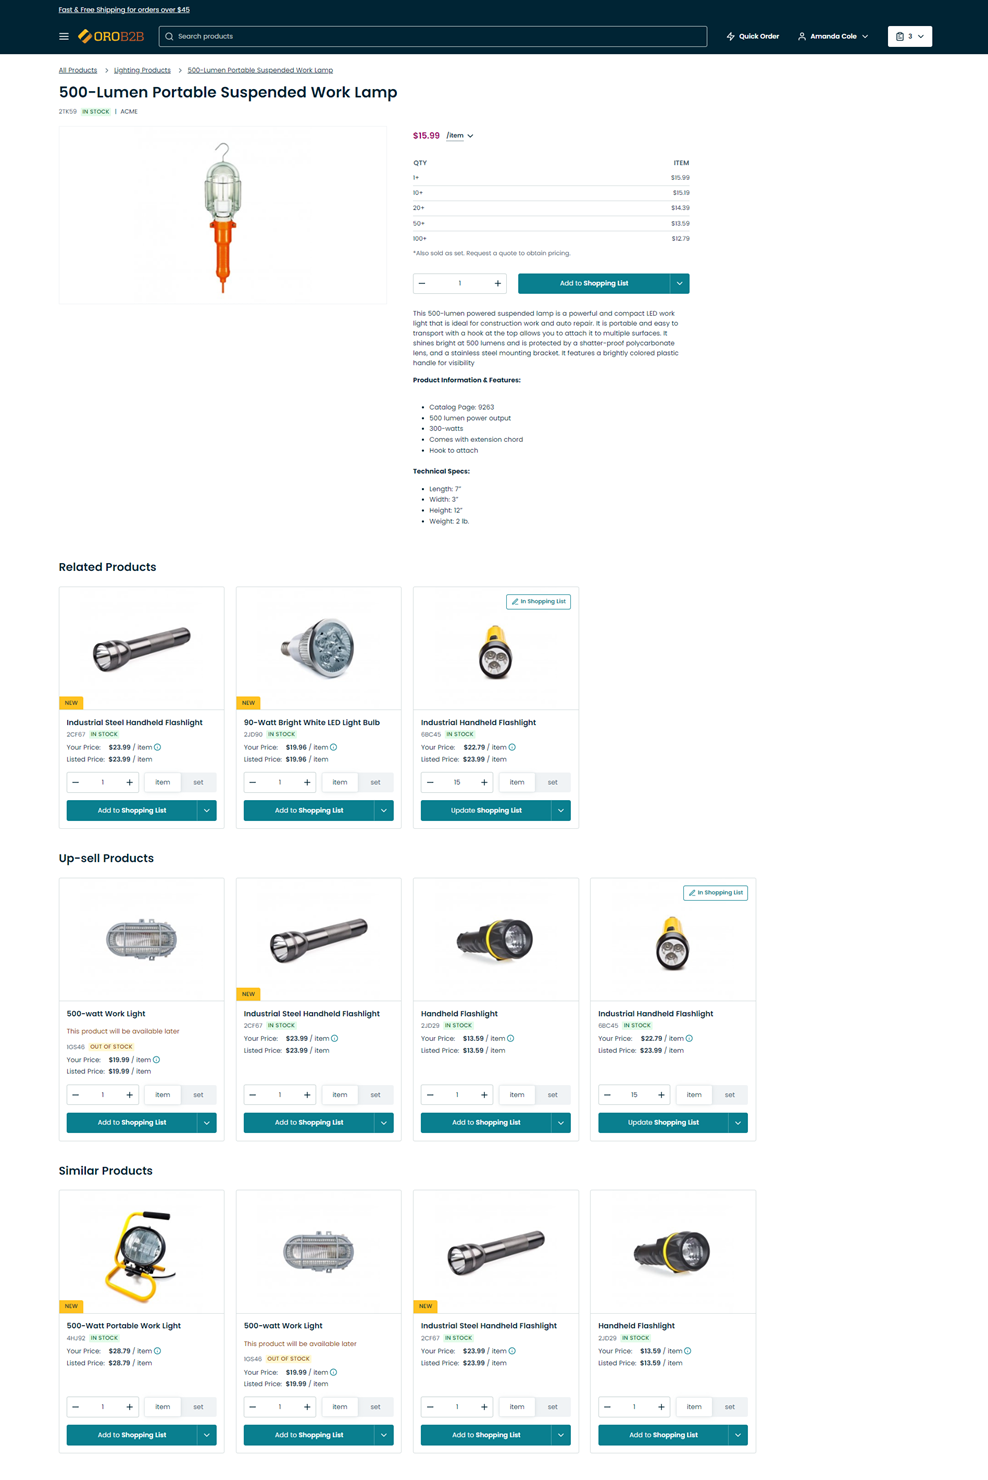 Fast & Free Shipping for orders over $45
OROB2B
Search products
Quick Order
Amanda Cole
3
All Products > Lighting Products > 500-Lumen Portable Suspended Work Lamp
500-Lumen Portable Suspended Work Lamp
2TK59 IN STOCK | ACME
$15.99 /item
QTY ITEM
1+ $15.99
10+ $15.19
20+ $14.39
50+ $13.59
100+ $12.79
*Also sold as set. Request a quote to obtain pricing.
1
Add to Shopping List
This 500-lumen powered suspended lamp is a powerful and compact LED work
light that is ideal for construction work and auto repair. It is portable and easy to
transport with a hook at the top allows you to attach it to multiple surfaces. It
shines bright at 500 lumens and is protected by a shatter-proof polycarbonate
lens, and a stainless steel mounting bracket. It features a brightly colored plastic
handle for visibility
Product Information & Features:
Catalog Page: 9263
500 lumen power output
300-watts
Comes with extension chord
Hook to attach
Technical Specs:
Length: 7"
Width: 3"
Height: 12"
Weight: 2 lb.
Related Products
NEW
Industrial Steel Handheld Flashlight
2CF67 IN STOCK
Your Price: $23.99 / item
Listed Price: $23.99 / item
1 item set
Add to Shopping List
NEW
90-Watt Bright White LED Light Bulb
2JD90 IN STOCK
Your Price: $19.96 / item
Listed Price: $19.96 / item
1 item set
Add to Shopping List
In Shopping List
Industrial Handheld Flashlight
6BC45 IN STOCK
Your Price: $22.79 / item
Listed Price: $23.99 / item
15 item set
Update Shopping List
Up-sell Products
500-watt Work Light
This product will be available later
1GS46 OUT OF STOCK
Your Price: $19.99 / item
Listed Price: $19.99 / item
1 item set
Add to Shopping List
NEW
Industrial Steel Handheld Flashlight
2CF67 IN STOCK
Your Price: $23.99 / item
Listed Price: $23.99 / item
1 item set
Add to Shopping List
Handheld Flashlight
2JD29 IN STOCK
Your Price: $13.59 / item
Listed Price: $13.59 / item
1 item set
Add to Shopping List
In Shopping List
Industrial Handheld Flashlight
6BC45 IN STOCK
Your Price: $22.79 / item
Listed Price: $23.99 / item
15 item set
Update Shopping List
Similar Products
NEW
500-Watt Portable Work Light
4HJ92 IN STOCK
Your Price: $28.79 / item
Listed Price: $28.79 / item
1 item set
Add to Shopping List
500-watt Work Light
This product will be available later
1GS46 OUT OF STOCK
Your Price: $19.99 / item
Listed Price: $19.99 / item
1 item set
Add to Shopping List
NEW
Industrial Steel Handheld Flashlight
2CF67 IN STOCK
Your Price: $23.99 / item
Listed Price: $23.99 / item
1 item set
Add to Shopping List
Handheld Flashlight
2JD29 IN STOCK
Your Price: $13.59 / item
Listed Price: $13.59 / item
1 item set
Add to Shopping List